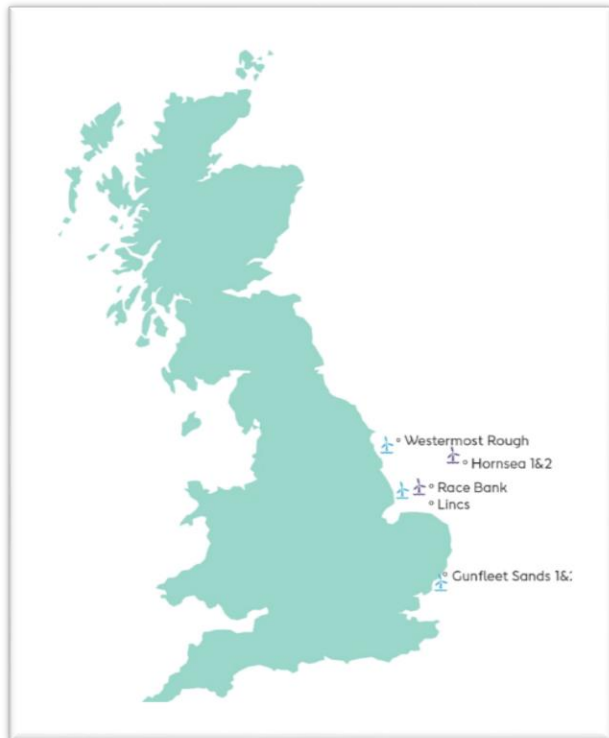 Westermost Rough
Hornsea 1&2
Race Bank
Lincs
Gunfleet Sands 1&